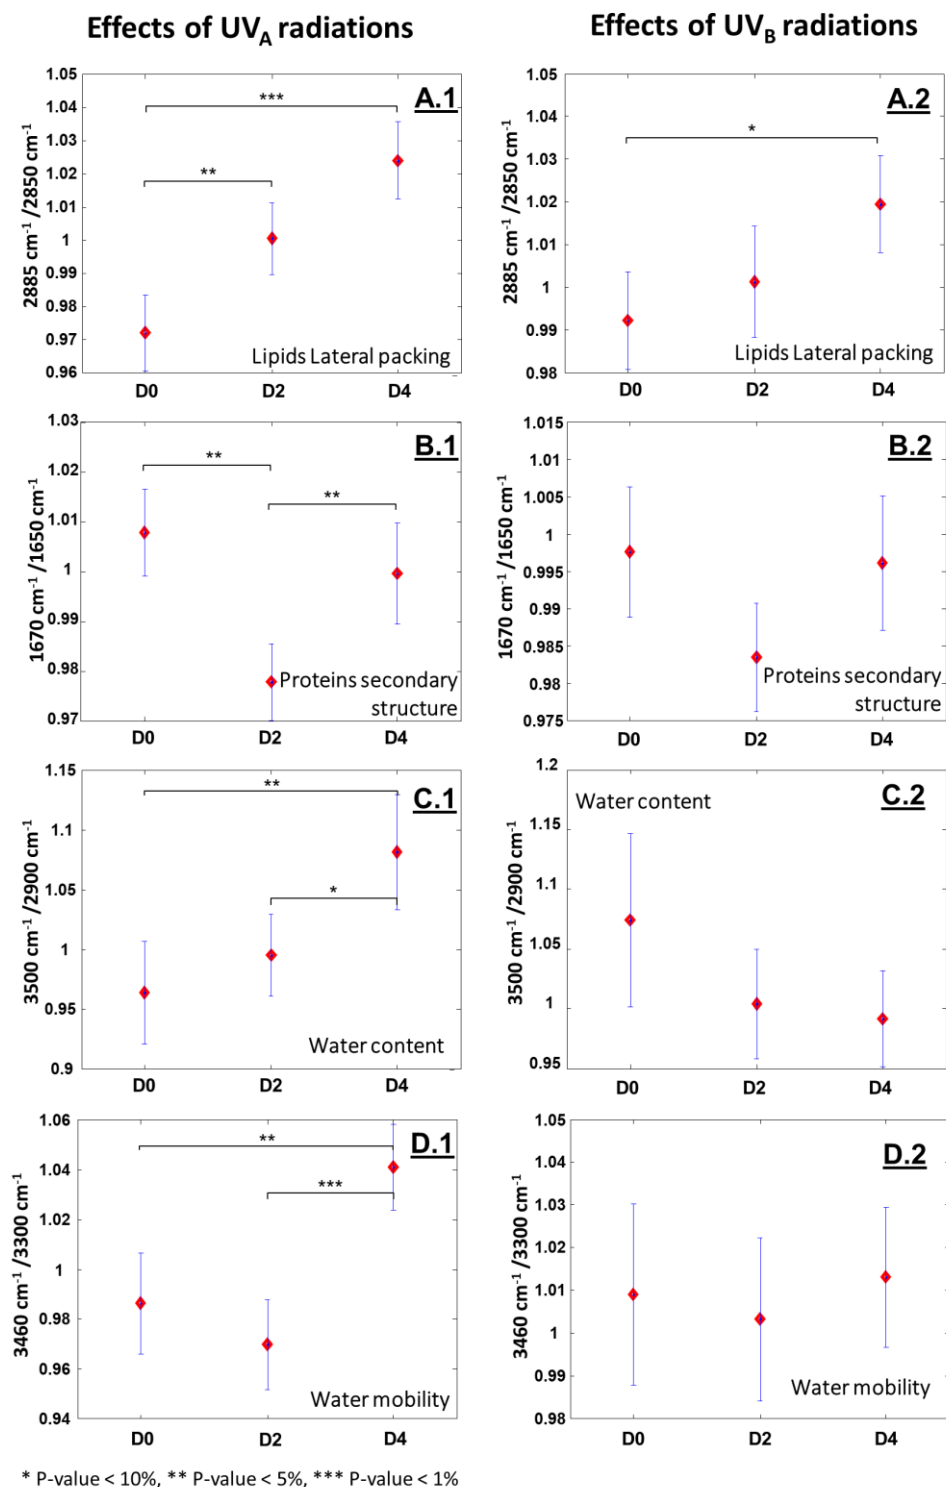 Effects of UVA radiations
Effects of UVB radiations
A.1
2885 cm-1 /2850 cm-1
1.05
1.04
1.03
1.02
1.01
1
0.99
0.98
0.97
0.96
***
**
Lipids Lateral packing
D0 D2 D4
A.2
2885 cm-1 /2850 cm-1
1.05
1.04
1.03
1.02
1.01
1
0.99
0.98
*
Lipids Lateral packing
D0 D2 D4
B.1
1670 cm-1 /1650 cm-1
1.03
1.02
1.01
1
0.99
0.98
0.97
**
**
Proteins secondary
structure
D0 D2 D4
B.2
1670 cm-1 /1650 cm-1
1.015
1.01
1.005
1
0.995
0.99
0.985
0.98
0.975
Proteins secondary
structure
D0 D2 D4
C.1
3500 cm-1 /2900 cm-1
1.15
1.1
1.05
1
0.95
0.9
**
*
Water content
D0 D2 D4
C.2
3500 cm-1 /2900 cm-1
1.2
1.15
1.1
1.05
1
0.95
Water content
D0 D2 D4
D.1
3460 cm-1 /3300 cm-1
1.06
1.04
1.02
1
0.98
0.96
0.94
**
***
Water mobility
D0 D2 D4
D.2
3460 cm-1 /3300 cm-1
1.05
1.04
1.03
1.02
1.01
1
0.99
0.98
Water mobility
D0 D2 D4
* P-value < 10%, ** P-value < 5%, *** P-value < 1%